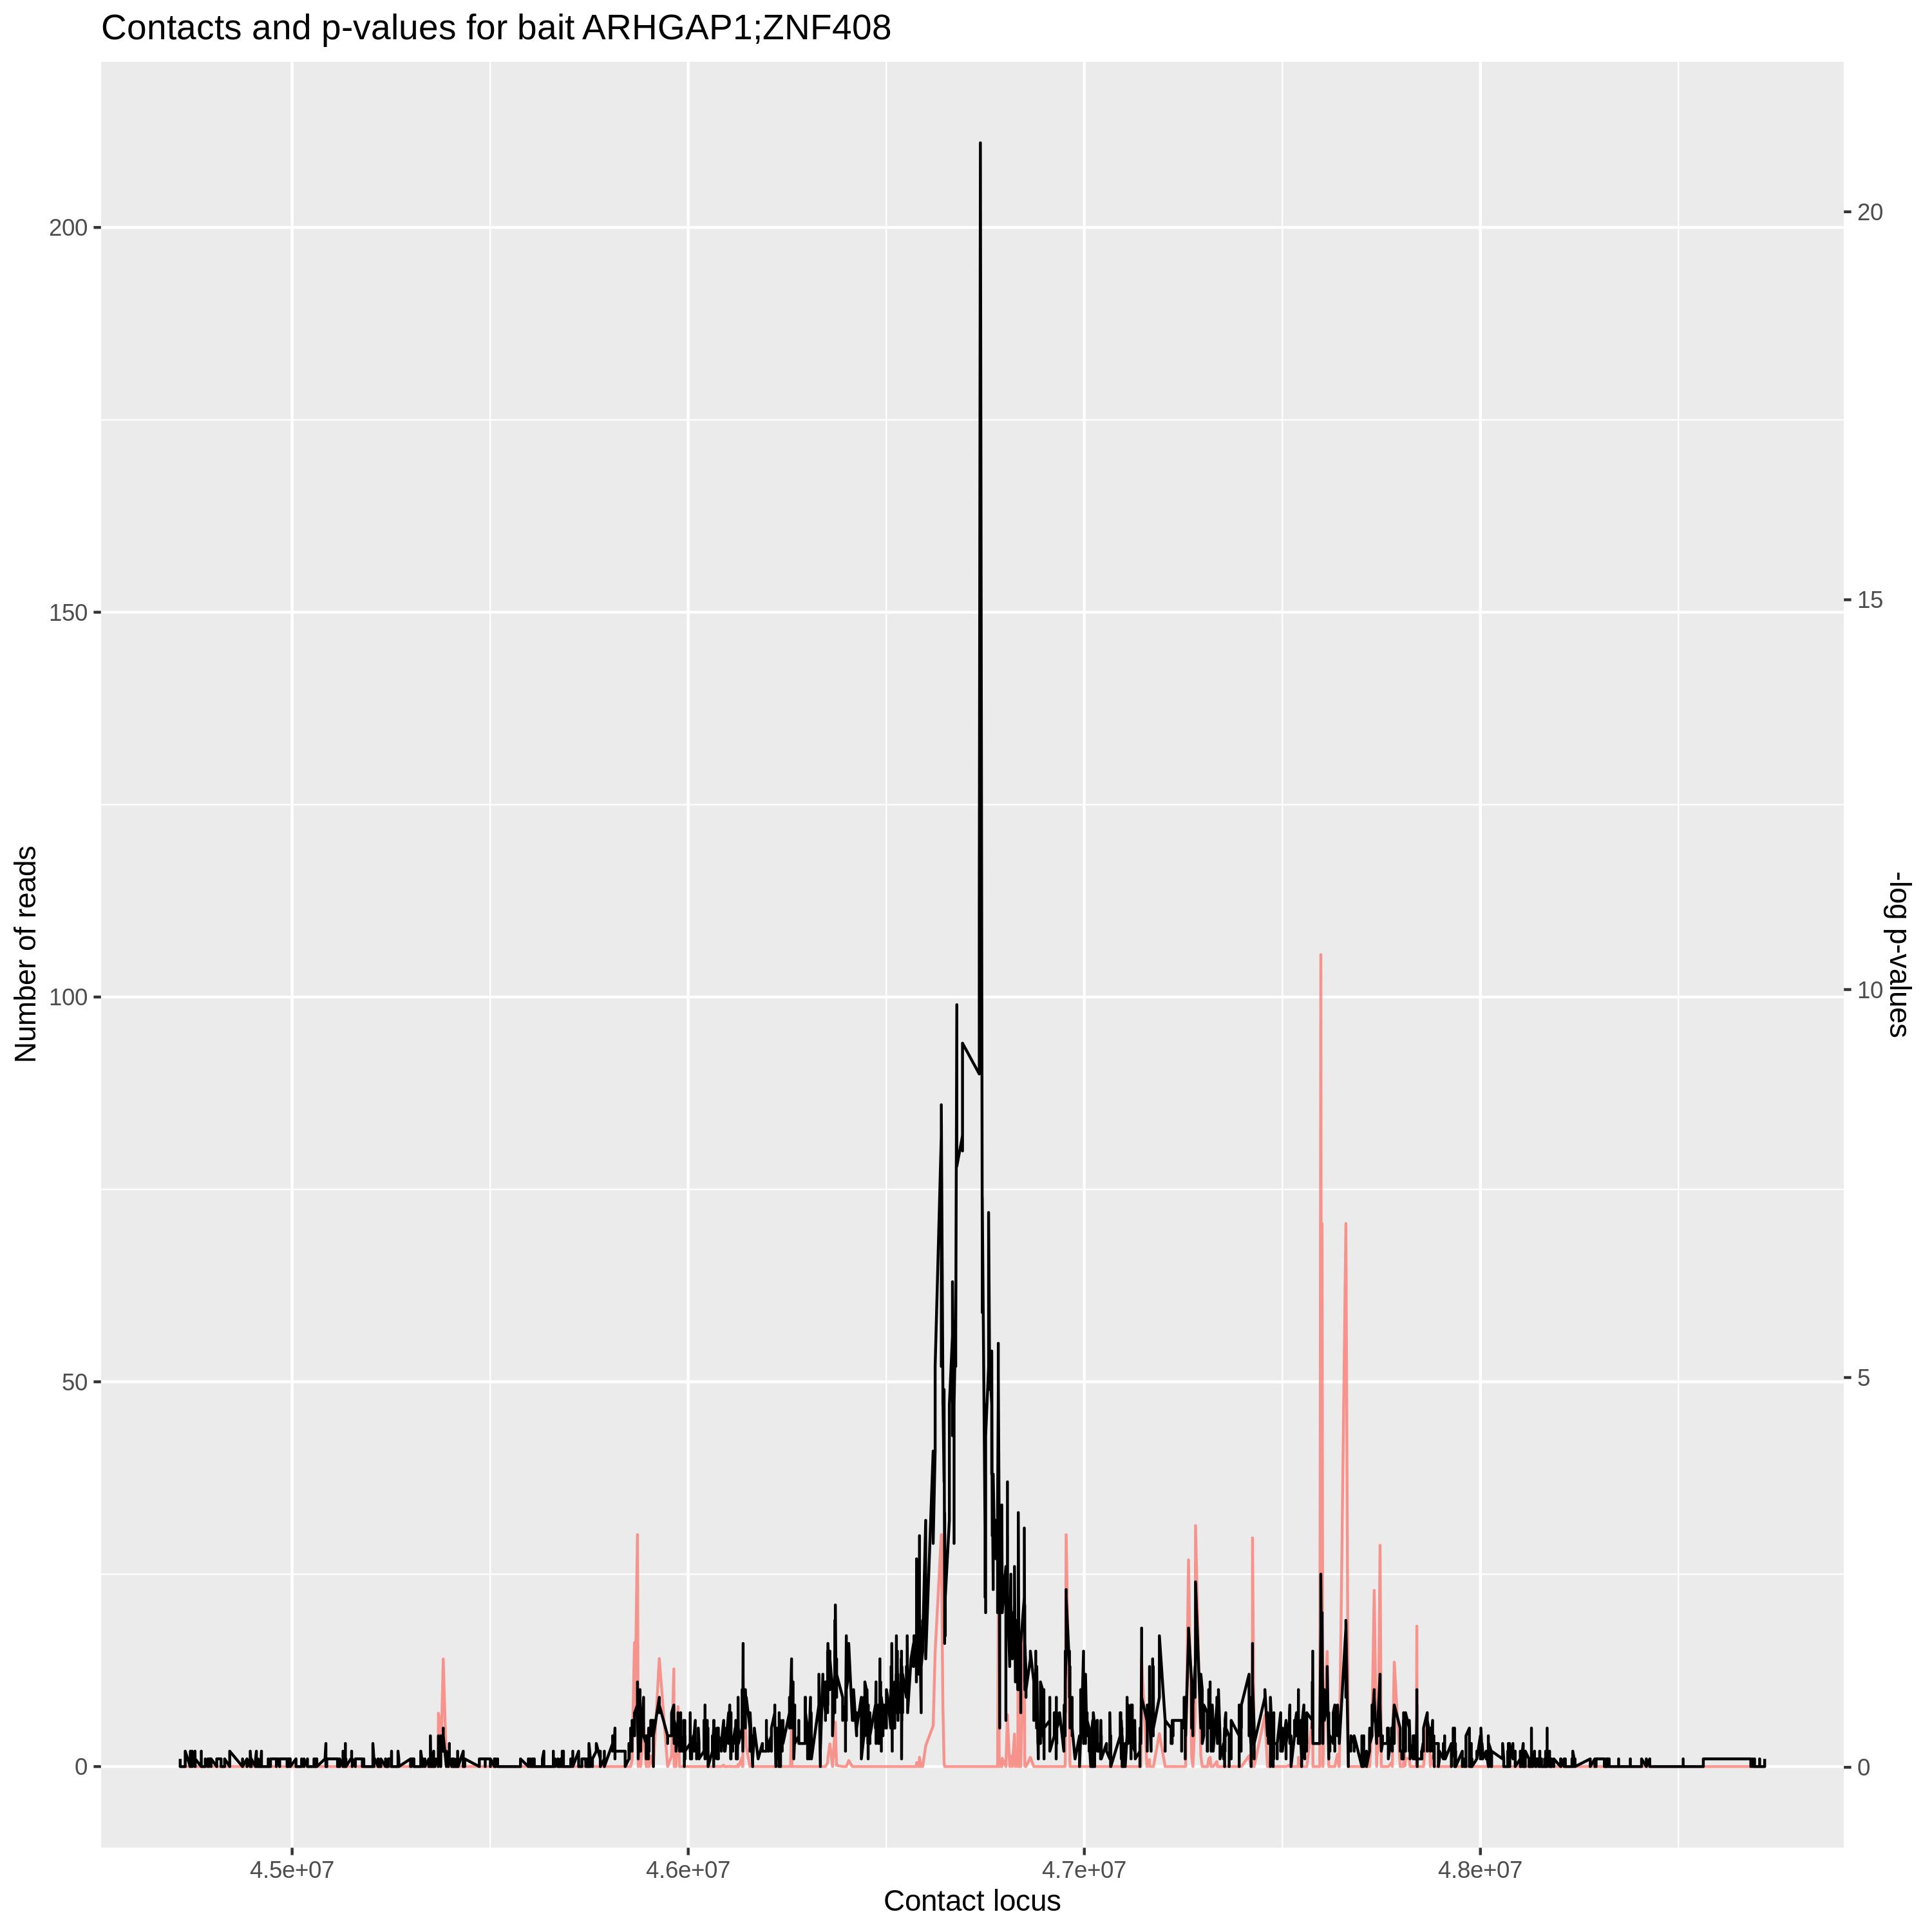 Contacts and p-values for bait ARHGAP1;ZNF408
200
150
100
50
0
Number of reads
20
15
10
5
0
-log p-values
4.5e+07 4.6e+07 4.7e+07 4.8e+07
Contact locus